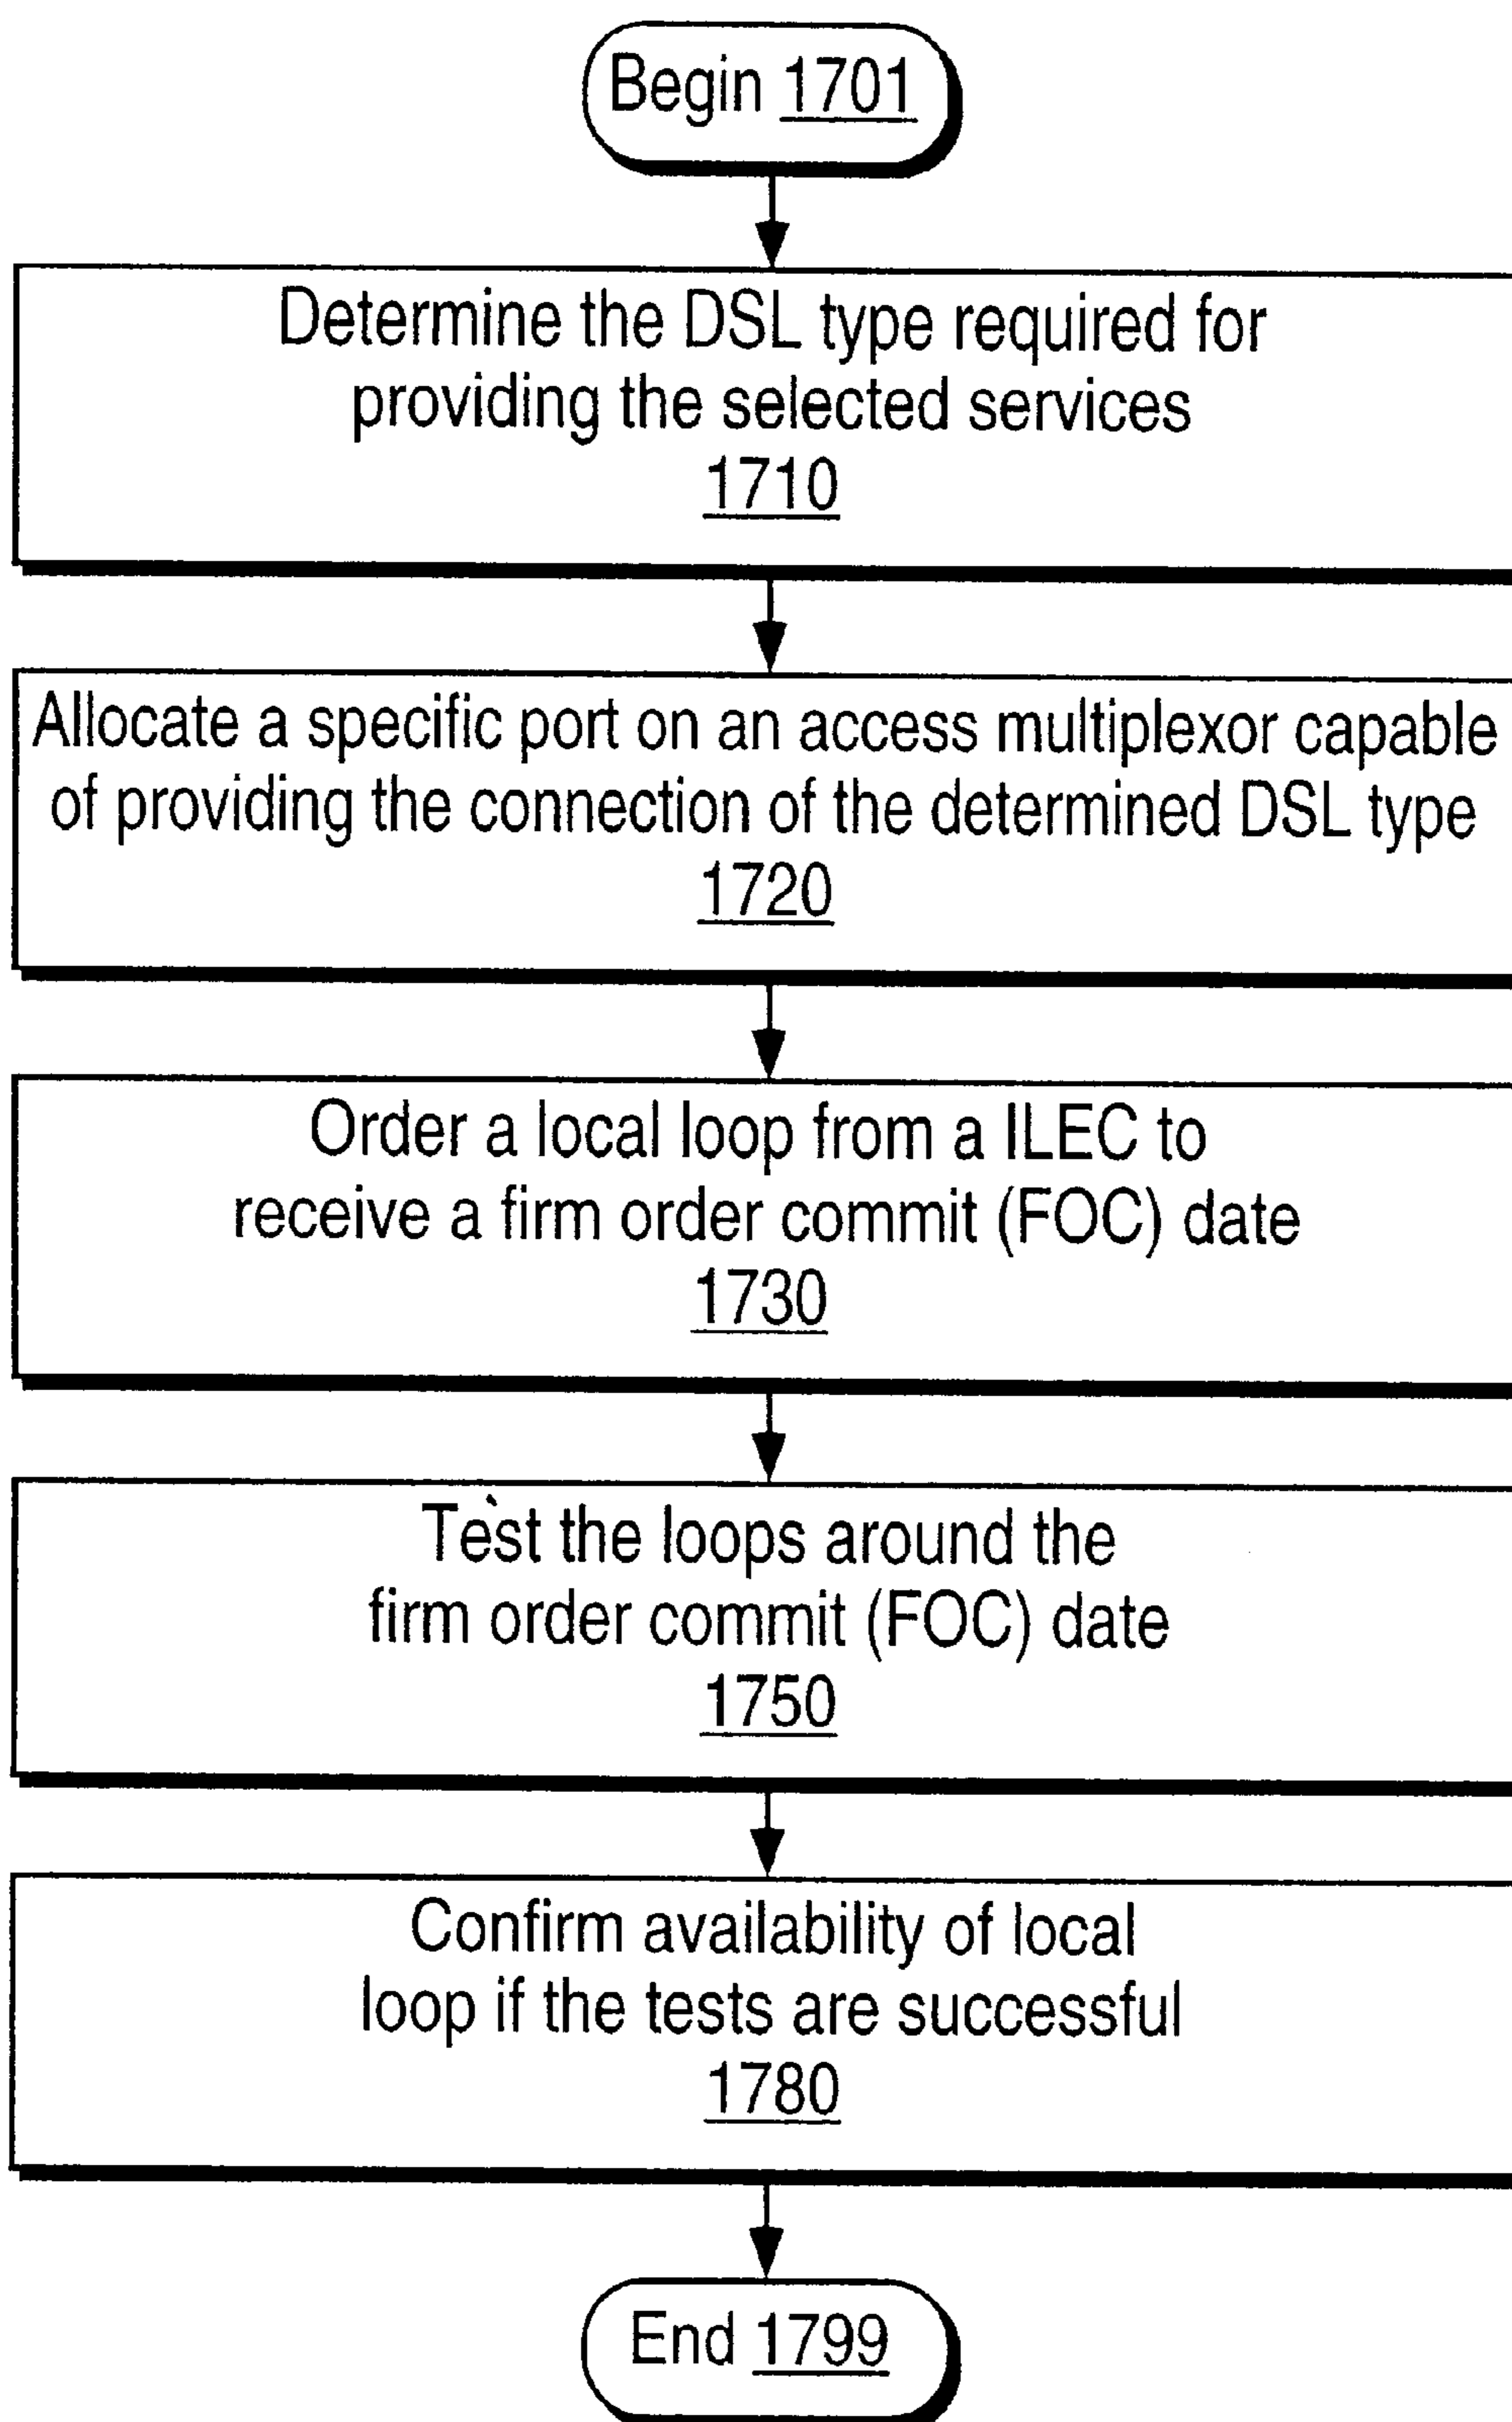 Begin 1701
Determine the DSL type required for
providing the selected services
1710
Allocate a specific port on an access multiplexor capable
of providing the connection of the determined DSL type
1720
Order a local loop from a ILEC to
receive a firm order commit (FOC) date
1730
Test the loops around the
firm order commit (FOC) date
1750
Confirm availability of local
loop if the tests are successful
1780
End 1799